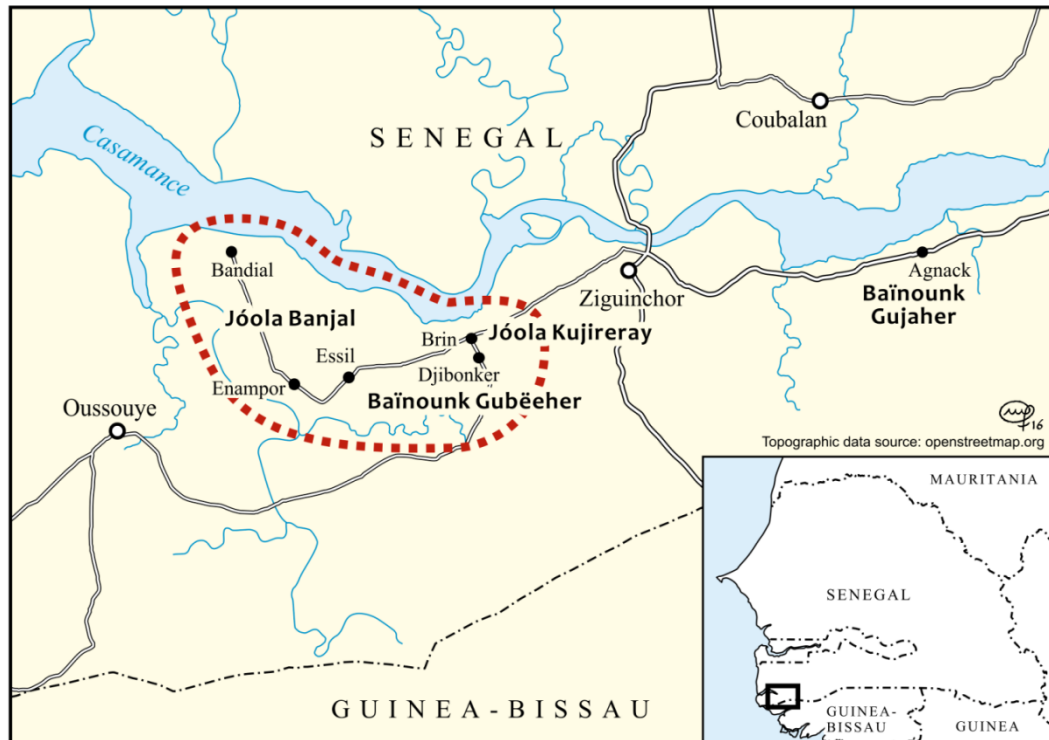 Casamance
SENEGAL
Coubalan
Bandial
Agnack
Baïnounk
Gujaher
Ziguinchor
Jóola Banjal
Brin
Jóola Kujireray
Essil
Djibonker
Enampor
Baïnounk Gubëeher
Oussouye
16
Topographic data source: openstreetmap.org
GUINEA-BISSAU
MAURITANIA
SENEGAL
GUINEA-
BISSAU
GUINEA